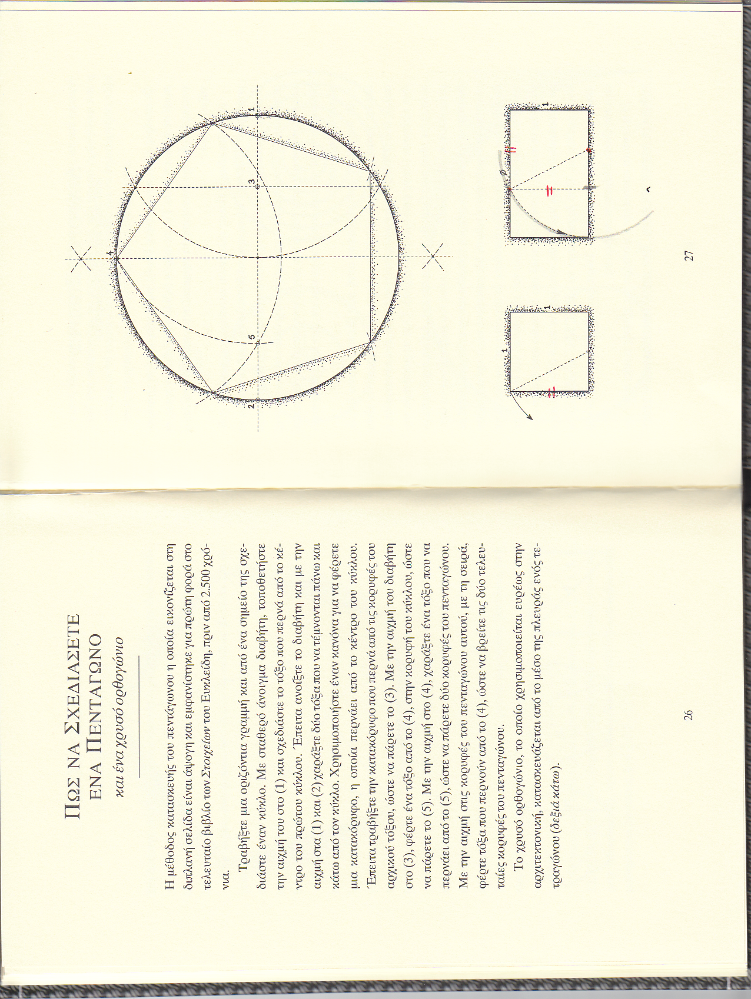 ΠΩΣ ΝΑ ΣΧΕΔΙΑΣΕΤΕ
ΕΝΑ ΠΕΝΤΑΓΩΝΟ
και ένα χρυσό ορθογώνιο
Η μέθοδος κατασκευής του πεντάγωνου η οποία εικονίζεται στη
διπλανή σελίδα είναι άψογη και εμφανίστηκε για πρώτη φορά στο
τελευταίο βιβλίο των Στοιχείων του Ευκλείδη, πριν από 2.500 χρό-
νια.
Τραβήξτε μια οριζόντια γραμμή και από ένα σημείο της σχε-
διάστε έναν κύκλο. Με σταθερό άνοιγμα διαβήτη, τοποθετήστε
την αιχμή του στο (1) και σχεδιάστε το τόξο που περνά από το κέ-
ντρο του πρώτου κύκλου. Έπειτα ανοίξτε το διαβήτη και με την
αιχμή στα (1) και (2) χαράξτε δύο τόξα που να τέμνονται πάνω και
κάτω από τον κύκλο. Χρησιμοποιήστε έναν κανόνα για να φέρετε
μια κατακόρυφο, η οποία περνάει από το κέντρο του κύκλου.
Έπειτα τραβήξτε την κατακόρυφο που περνά από τις κορυφές του
αρχικού τόξου, ώστε να πάρετε το (3). Με την αιχμή του διαβήτη
στο (3), φέρτε ένα τόξο από το (4), στην κορυφή του κύκλου, ώστε
να πάρετε το (5). Με την αιχμή στο (4), χαράξτε ένα τόξο που να
περνάει από το (5), ώστε να πάρετε δύο κορυφές του πενταγώνου.
Με την αιχμή στις κορυφές του πενταγώνου αυτού, με τη σειρά,
φέρτε τόξα που περνούν από το (4), ώστε να βρείτε τις δύο τελευ-
ταίες κορυφές του πενταγώνου.
Το χρυσό ορθογώνιο, το οποίο χρησιμοποιείται ευρέως στην
αρχιτεκτονική, κατασκευάζεται από το μέσο της πλευράς ενός τε-
τραγώνου (δεξιά κάτω).
26
4
2
5
3
1
1
1
φ
1
27